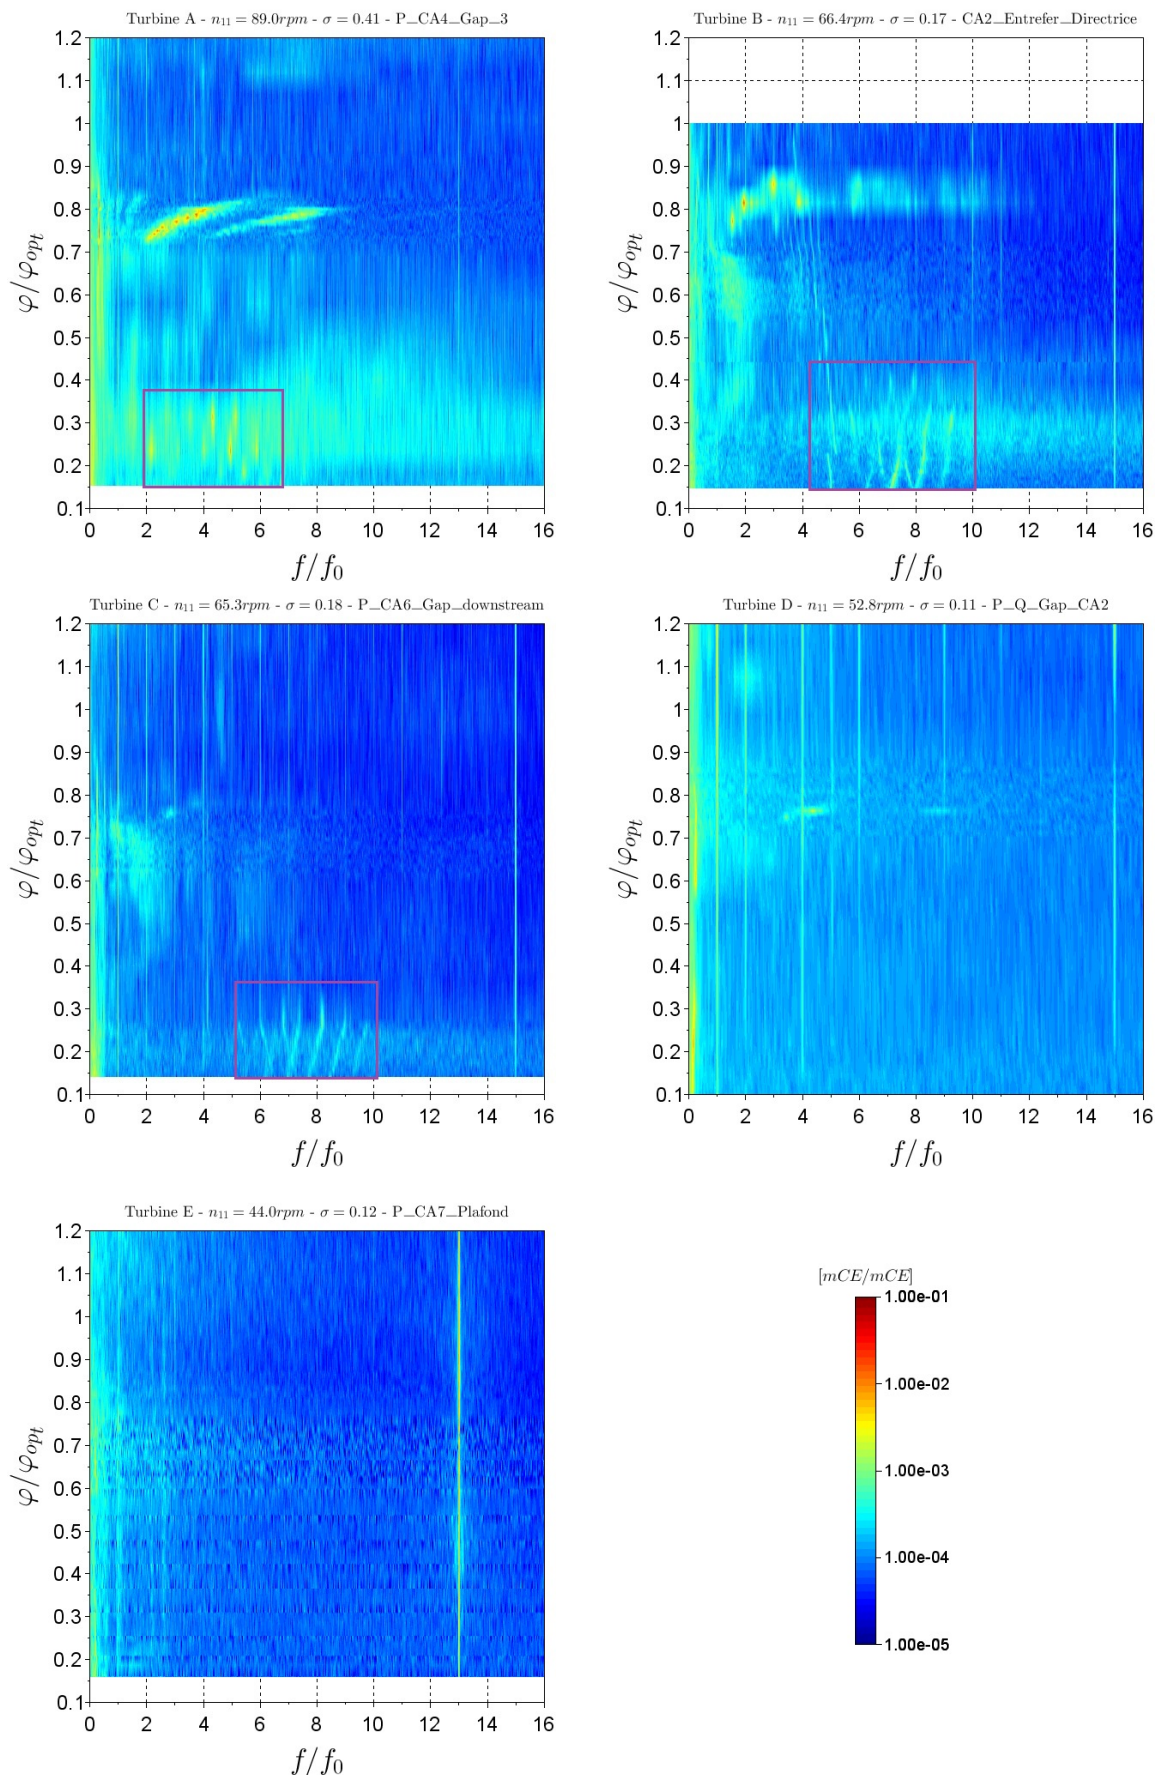 Turbine A - n₁₁ = 89.0rpm - σ = 0.41 - P_CA4_Gap_3
1.2
1.1
1
0.9
0.8
0.7
0.6
0.5
0.4
0.3
0.2
0.1
φ/φₒₚₜ
0 2 4 6 8 10 12 14 16
f/f₀
Turbine B - n₁₁ = 66.4rpm - σ = 0.17 - CA2_Entrefer_Directrice
1.2
1.1
1
0.9
0.8
0.7
0.6
0.5
0.4
0.3
0.2
0.1
φ/φₒₚₜ
0 2 4 6 8 10 12 14 16
f/f₀
Turbine C - n₁₁ = 65.3rpm - σ = 0.18 - P_CA6_Gap_downstream
1.2
1.1
1
0.9
0.8
0.7
0.6
0.5
0.4
0.3
0.2
0.1
φ/φₒₚₜ
0 2 4 6 8 10 12 14 16
f/f₀
Turbine D - n₁₁ = 52.8rpm - σ = 0.11 - P_Q_Gap_CA2
1.2
1.1
1
0.9
0.8
0.7
0.6
0.5
0.4
0.3
0.2
0.1
φ/φₒₚₜ
0 2 4 6 8 10 12 14 16
f/f₀
Turbine E - n₁₁ = 44.0rpm - σ = 0.12 - P_CA7_Plafond
1.2
1.1
1
0.9
0.8
0.7
0.6
0.5
0.4
0.3
0.2
0.1
φ/φₒₚₜ
0 2 4 6 8 10 12 14 16
f/f₀
[mCE/mCE]
1.00e-01
1.00e-02
1.00e-03
1.00e-04
1.00e-05